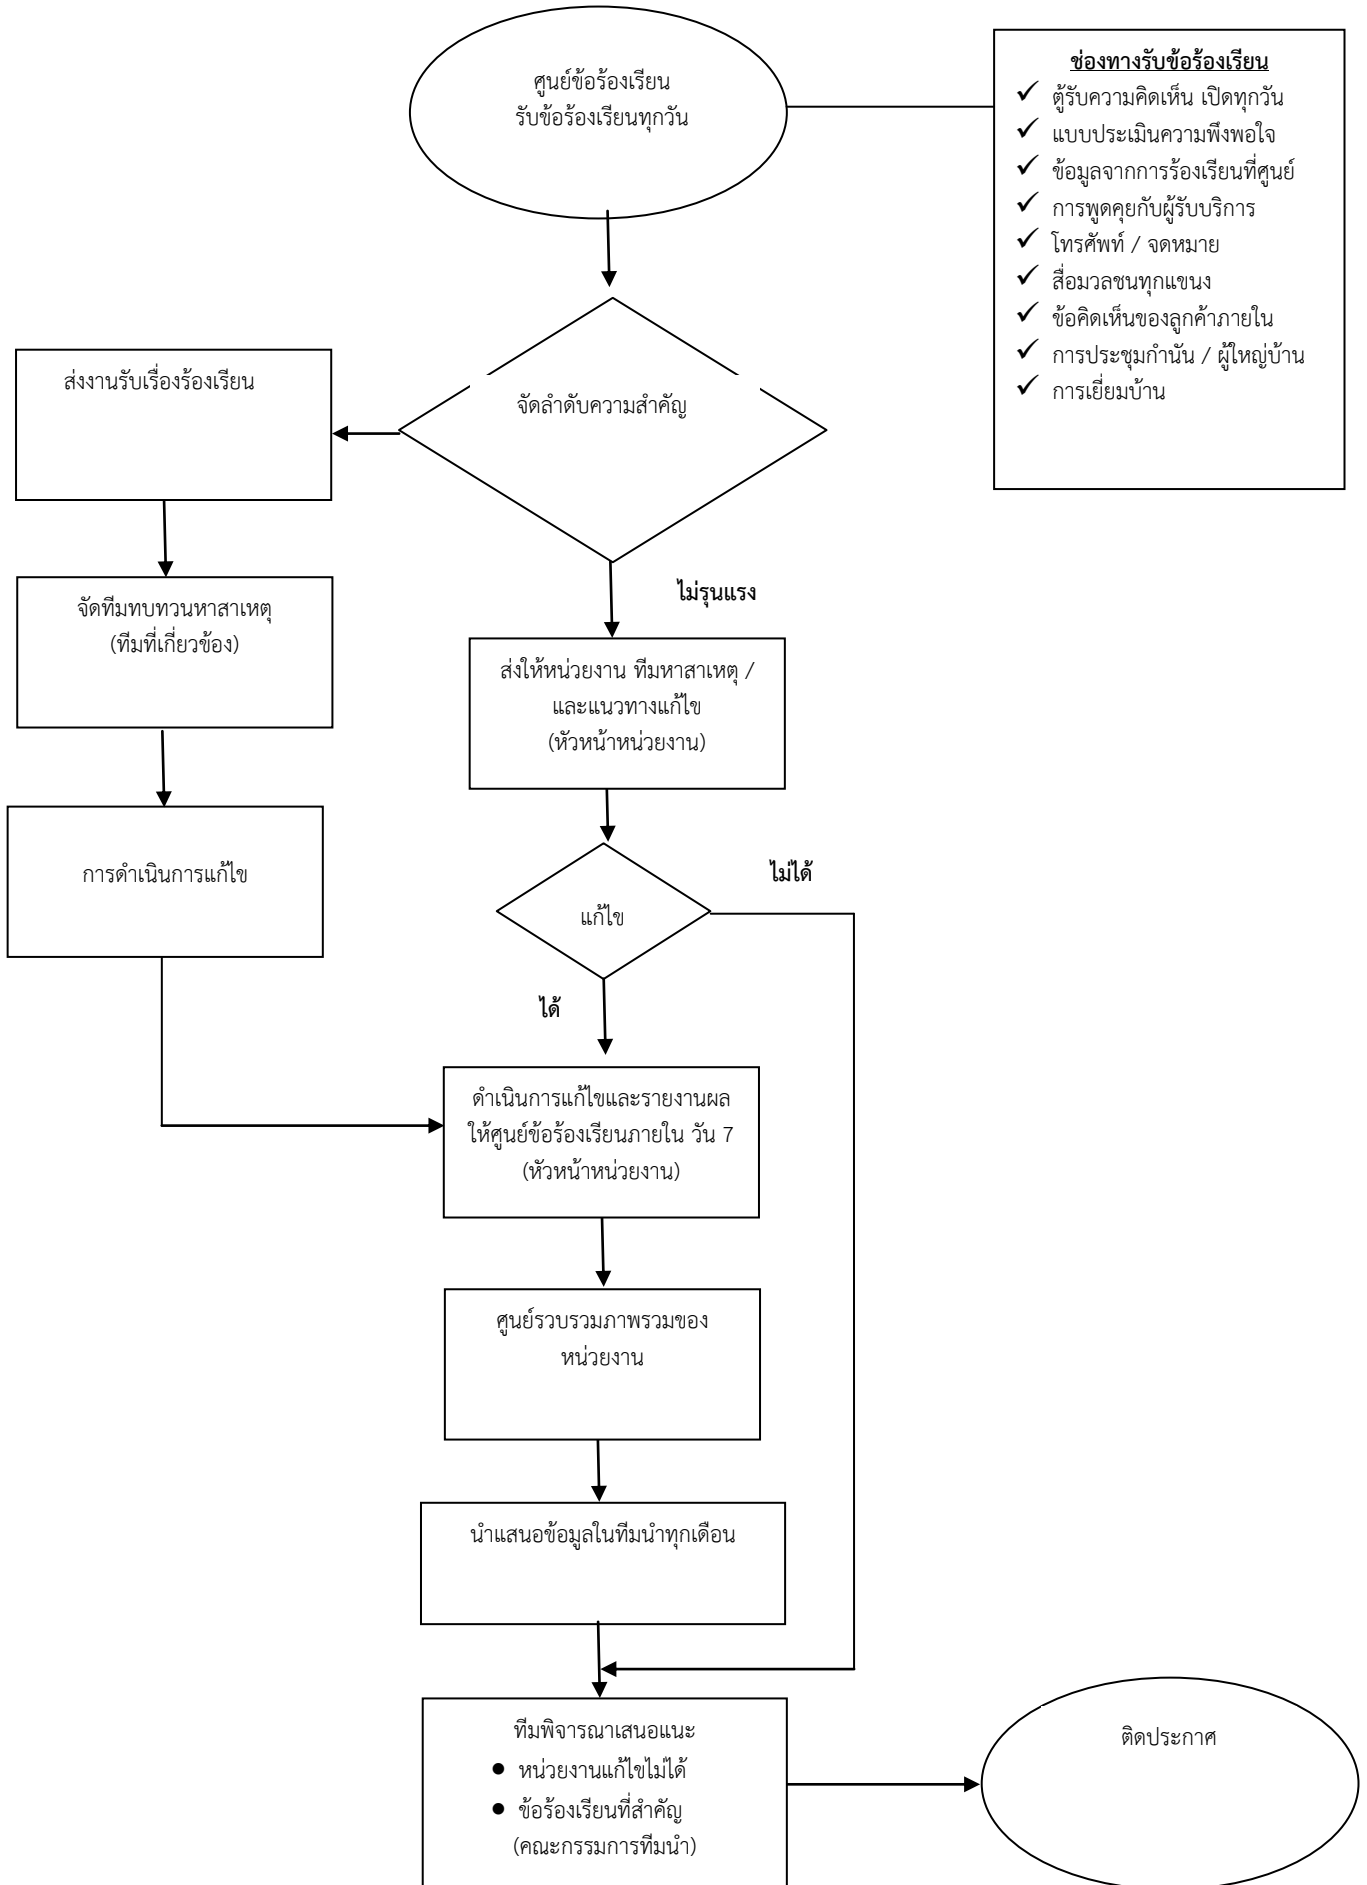 ศูนย์ข้อร้องเรียน
รับข้อร้องเรียนทุกวัน
ช่องทางรับข้อร้องเรียน
✓ ตู้รับความคิดเห็น เปิดทุกวัน
✓ แบบประเมินความพึงพอใจ
✓ ข้อมูลจากการร้องเรียนที่ศูนย์
✓ การพูดคุยกับผู้รับบริการ
✓ โทรศัพท์ / จดหมาย
✓ สื่อมวลชนทุกแขนง
✓ ข้อคิดเห็นของลูกค้าภายใน
✓ การประชุมกำนัน / ผู้ใหญ่บ้าน
✓ การเยี่ยมบ้าน
จัดลำดับความสำคัญ
ส่งงานรับเรื่องร้องเรียน
จัดทีมทบทวนหาสาเหตุ
(ทีมที่เกี่ยวข้อง)
การดำเนินการแก้ไข
ไม่รุนแรง
ส่งให้หน่วยงาน ทีมหาสาเหตุ /
และแนวทางแก้ไข
(หัวหน้าหน่วยงาน)
แก้ไข
ไม่ได้
ได้
ดำเนินการแก้ไขและรายงานผล
ให้ศูนย์ข้อร้องเรียนภายใน วัน 7
(หัวหน้าหน่วยงาน)
ศูนย์รวบรวมภาพรวมของ
หน่วยงาน
นำเสนอข้อมูลในทีมนำทุกเดือน
ทีมพิจารณาเสนอแนะ
● หน่วยงานแก้ไขไม่ได้
● ข้อร้องเรียนที่สำคัญ
(คณะกรรมการทีมนำ)
ติดประกาศ